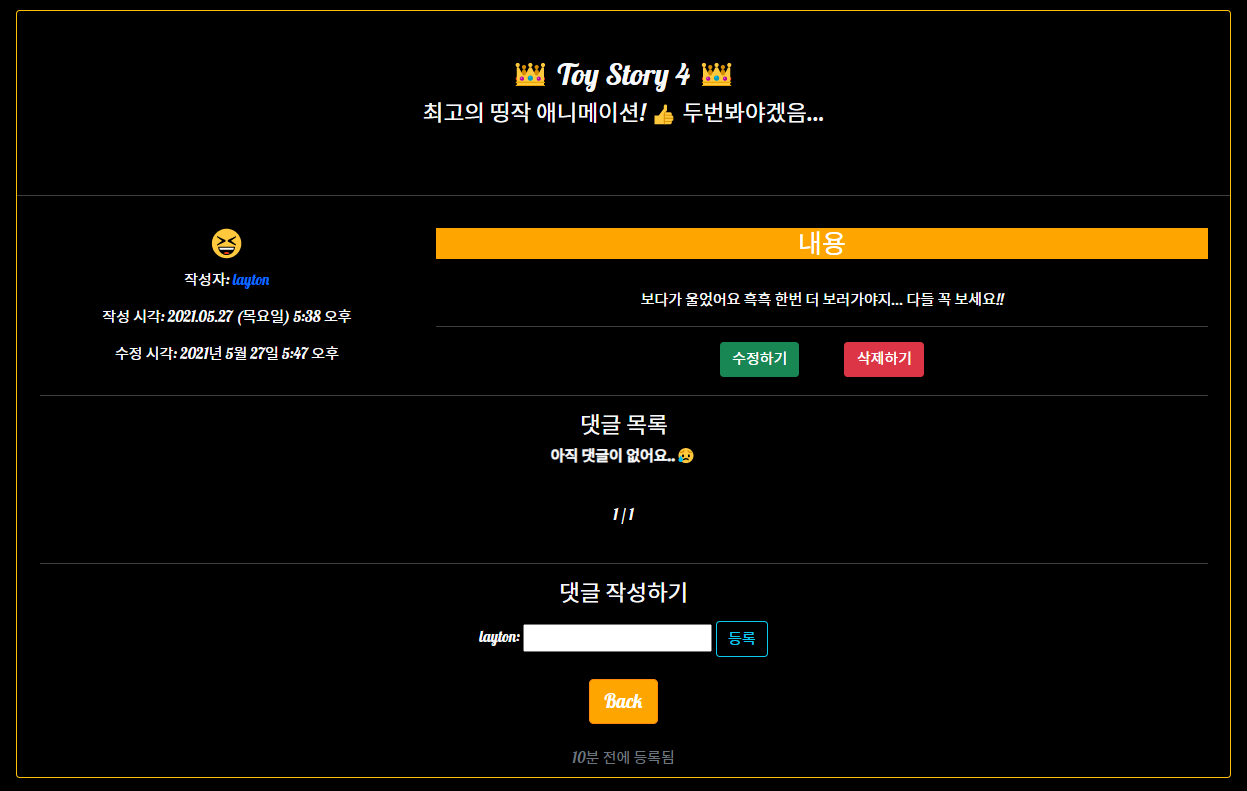 👑 Toy Story 4 👑
최고의 띵작 애니메이션! 👍 두번봐야겠음...
내용
작성자: layton
보다가 울었어요 흑흑 한번 더 보러가야지... 다들 꼭 보세요!!
작성 시각: 2021.05.27 (목요일) 5:38 오후
수정 시각: 2021년 5월 27일 5:47 오후
수정하기
삭제하기
댓글 목록
아직 댓글이 없어요.. 😥
1 / 1
댓글 작성하기
layton:
등록
Back
10분 전에 등록됨